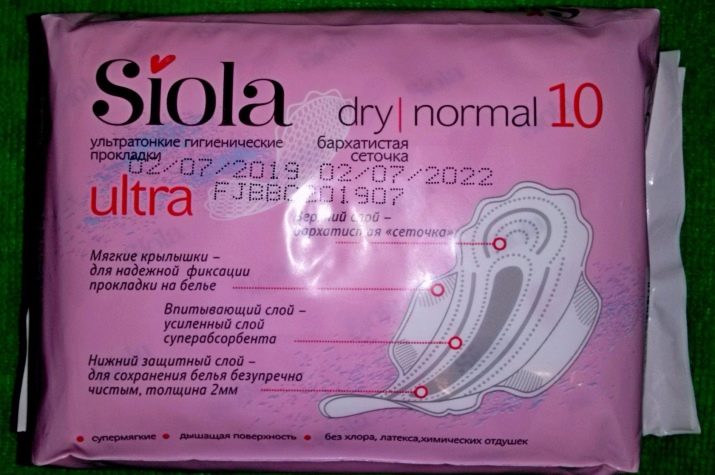 Siola
dry | normal 10
ультратонкие гигиенические
прокладки
бархатистая
сеточка
02/07/2019 02/07/2022
FJBBC201907
ultra
Верхний слой –
бархатистая «сеточка»
Мягкие крылышки –
для надежной фиксации
прокладки на белье
Впитывающий слой –
усиленный слой
суперабсорбента
Нижний защитный слой –
для сохранения белья безупречно
чистым, толщина 2мм
• супермягкие • дышащая поверхность • без хлора, латекса,химических отдушек